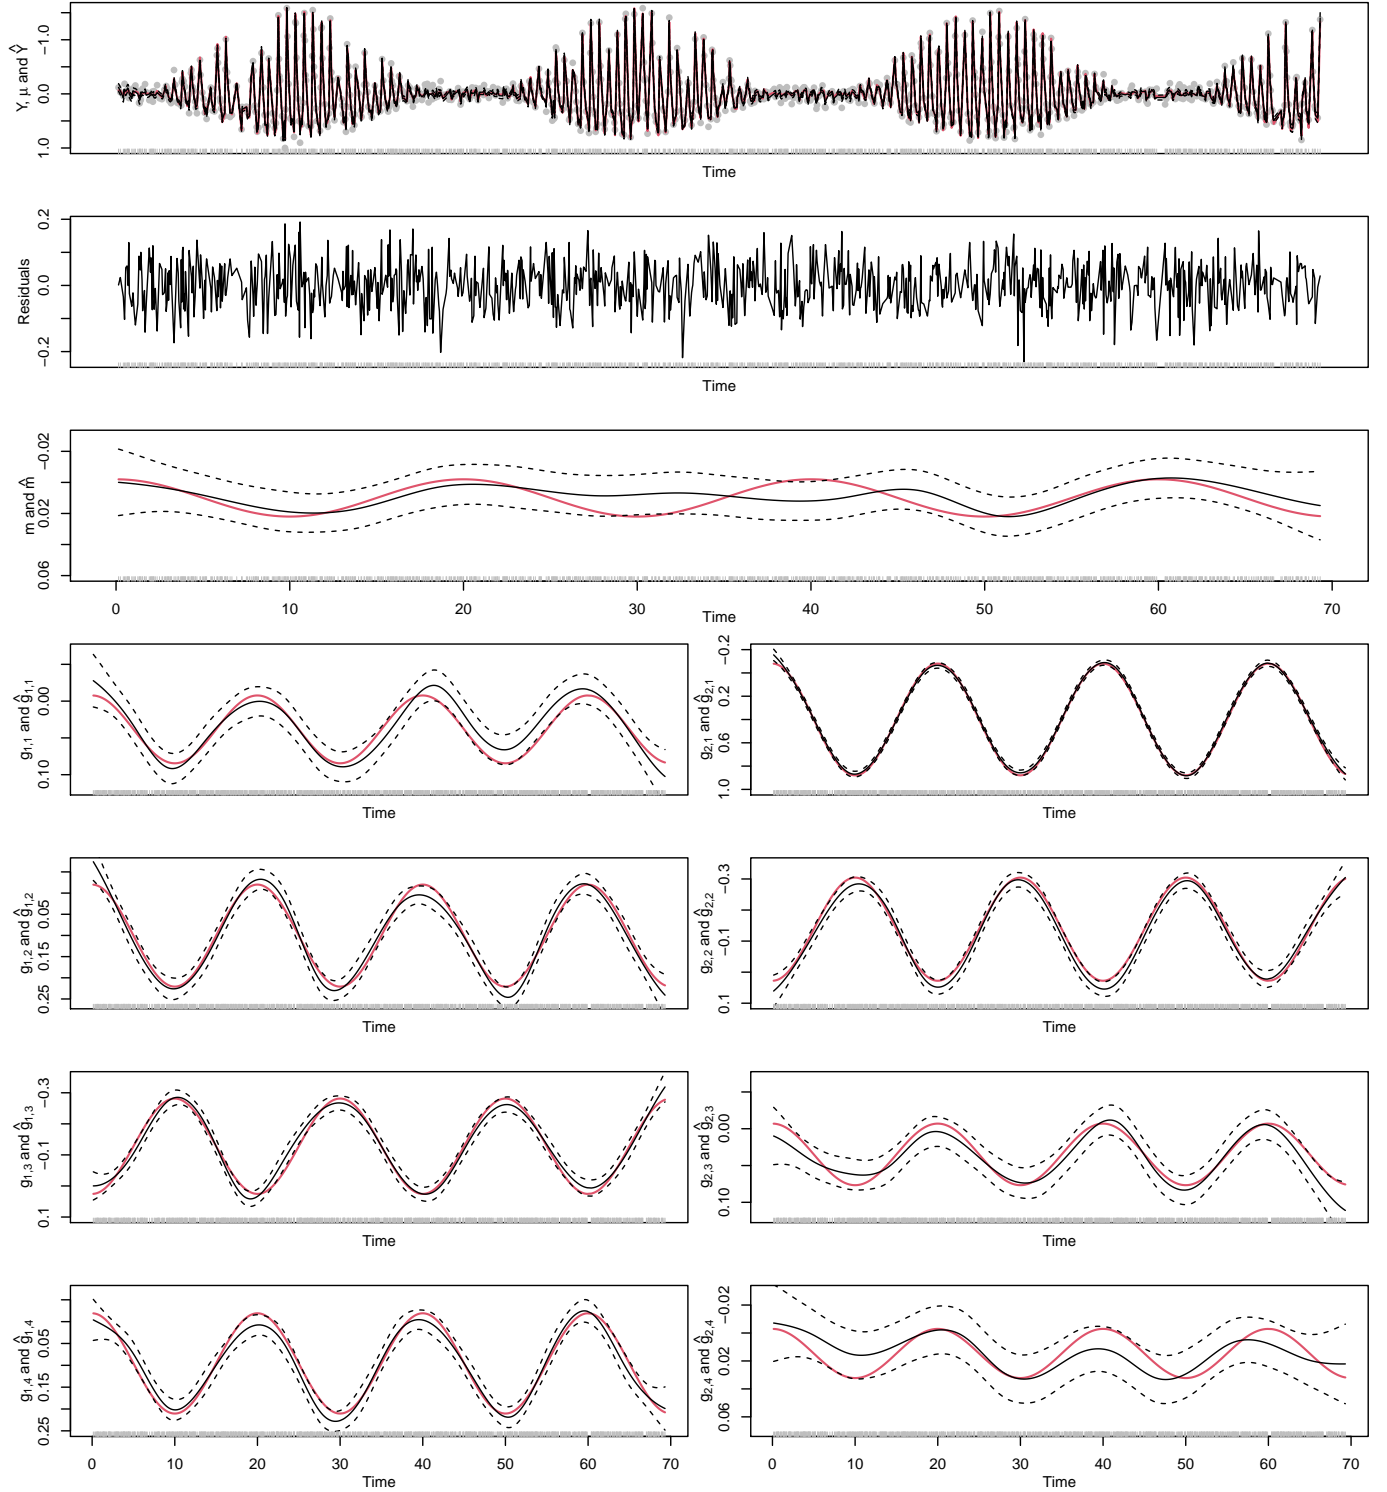 Y, μ and Ŷ
−1.0
0.0
1.0
Time
Residuals
0.2
0.0
−0.2
Time
m and m̂
−0.02
0.02
0.06
0 10 20 30 40 50 60 70
Time
g1,1 and ĝ1,1
0.00
0.10
Time
g2,1 and ĝ2,1
−0.2
0.2
0.6
1.0
Time
g1,2 and ĝ1,2
0.05
0.15
0.25
Time
g2,2 and ĝ2,2
−0.3
−0.1
0.1
Time
g1,3 and ĝ1,3
−0.3
−0.1
0.1
Time
g2,3 and ĝ2,3
0.00
0.10
Time
g1,4 and ĝ1,4
0.05
0.15
0.25
0 10 20 30 40 50 60 70
Time
g2,4 and ĝ2,4
−0.02
0.02
0.06
0 10 20 30 40 50 60 70
Time